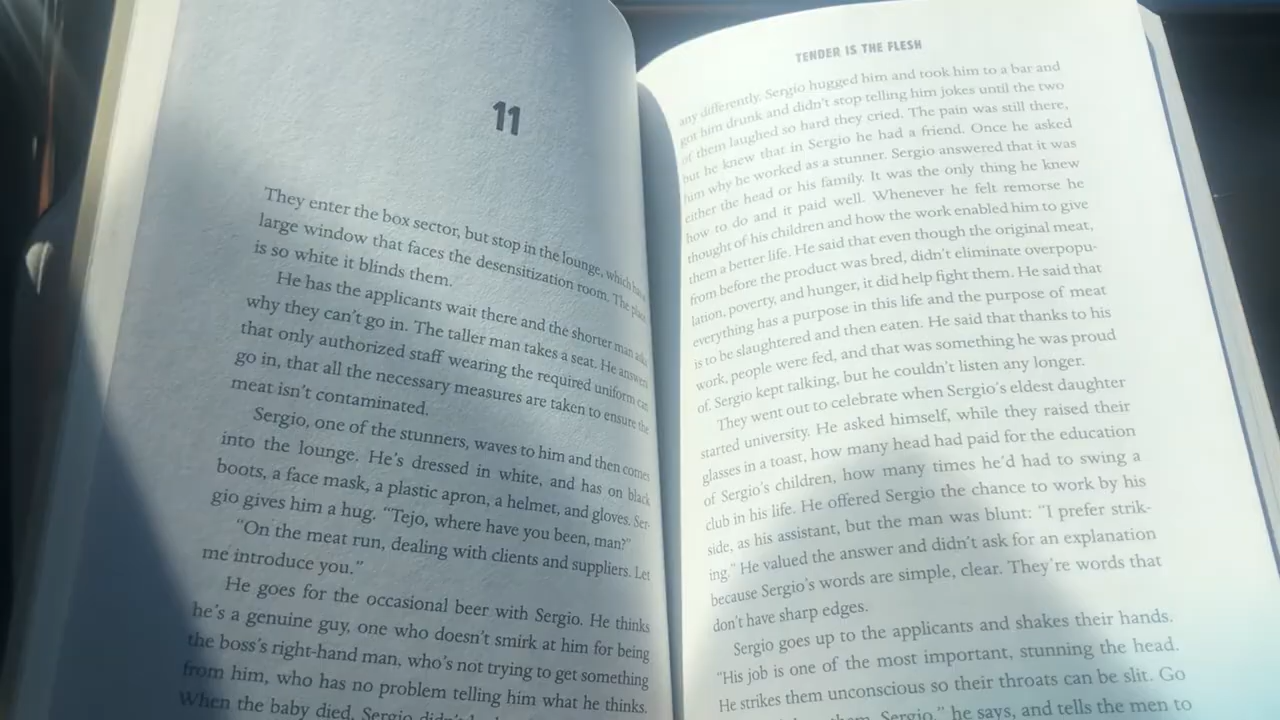 11
They enter the box sector, but stop in the lounge, which has a
large window that faces the desensitization room. The place
is so white it blinds them.
He has the applicants wait there and the shorter man asks
why they can't go in. The taller man takes a seat. He answers
that only authorized staff wearing the required uniform can
go in, that all the necessary measures are taken to ensure the
meat isn't contaminated.
Sergio, one of the stunners, waves to him and then comes
into the lounge. He's dressed in white, and has on black
boots, a face mask, a plastic apron, a helmet, and gloves. Ser-
gio gives him a hug. "Tejo, where have you been, man?"
"On the meat run, dealing with clients and suppliers. Let
me introduce you."
He goes for the occasional beer with Sergio. He thinks
he's a genuine guy, one who doesn't smirk at him for being
the boss's right-hand man, who's not trying to get something
from him, who has no problem telling him what he thinks.
When the baby died, Sergio didn't
TENDER IS THE FLESH
any differently. Sergio hugged him and took him to a bar and
got him drunk and didn't stop telling him jokes until the two
of them laughed so hard they cried. The pain was still there,
but he knew that in Sergio he had a friend. Once he asked
him why he worked as a stunner. Sergio answered that it was
either the head or his family. It was the only thing he knew
how to do and it paid well. Whenever he felt remorse he
thought of his children and how the work enabled him to give
them a better life. He said that even though the original meat,
from before the product was bred, didn't eliminate overpopu-
lation, poverty, and hunger, it did help fight them. He said that
everything has a purpose in this life and the purpose of meat
is to be slaughtered and then eaten. He said that thanks to his
work, people were fed, and that was something he was proud
of. Sergio kept talking, but he couldn't listen any longer.
They went out to celebrate when Sergio's eldest daughter
started university. He asked himself, while they raised their
glasses in a toast, how many head had paid for the education
of Sergio's children, how many times he'd had to swing a
club in his life. He offered Sergio the chance to work by his
side, as his assistant, but the man was blunt: "I prefer strik-
ing." He valued the answer and didn't ask for an explanation
because Sergio's words are simple, clear. They're words that
don't have sharp edges.
Sergio goes up to the applicants and shakes their hands.
"His job is one of the most important, stunning the head.
He strikes them unconscious so their throats can be slit. Go
them, Sergio," he says, and tells the men to